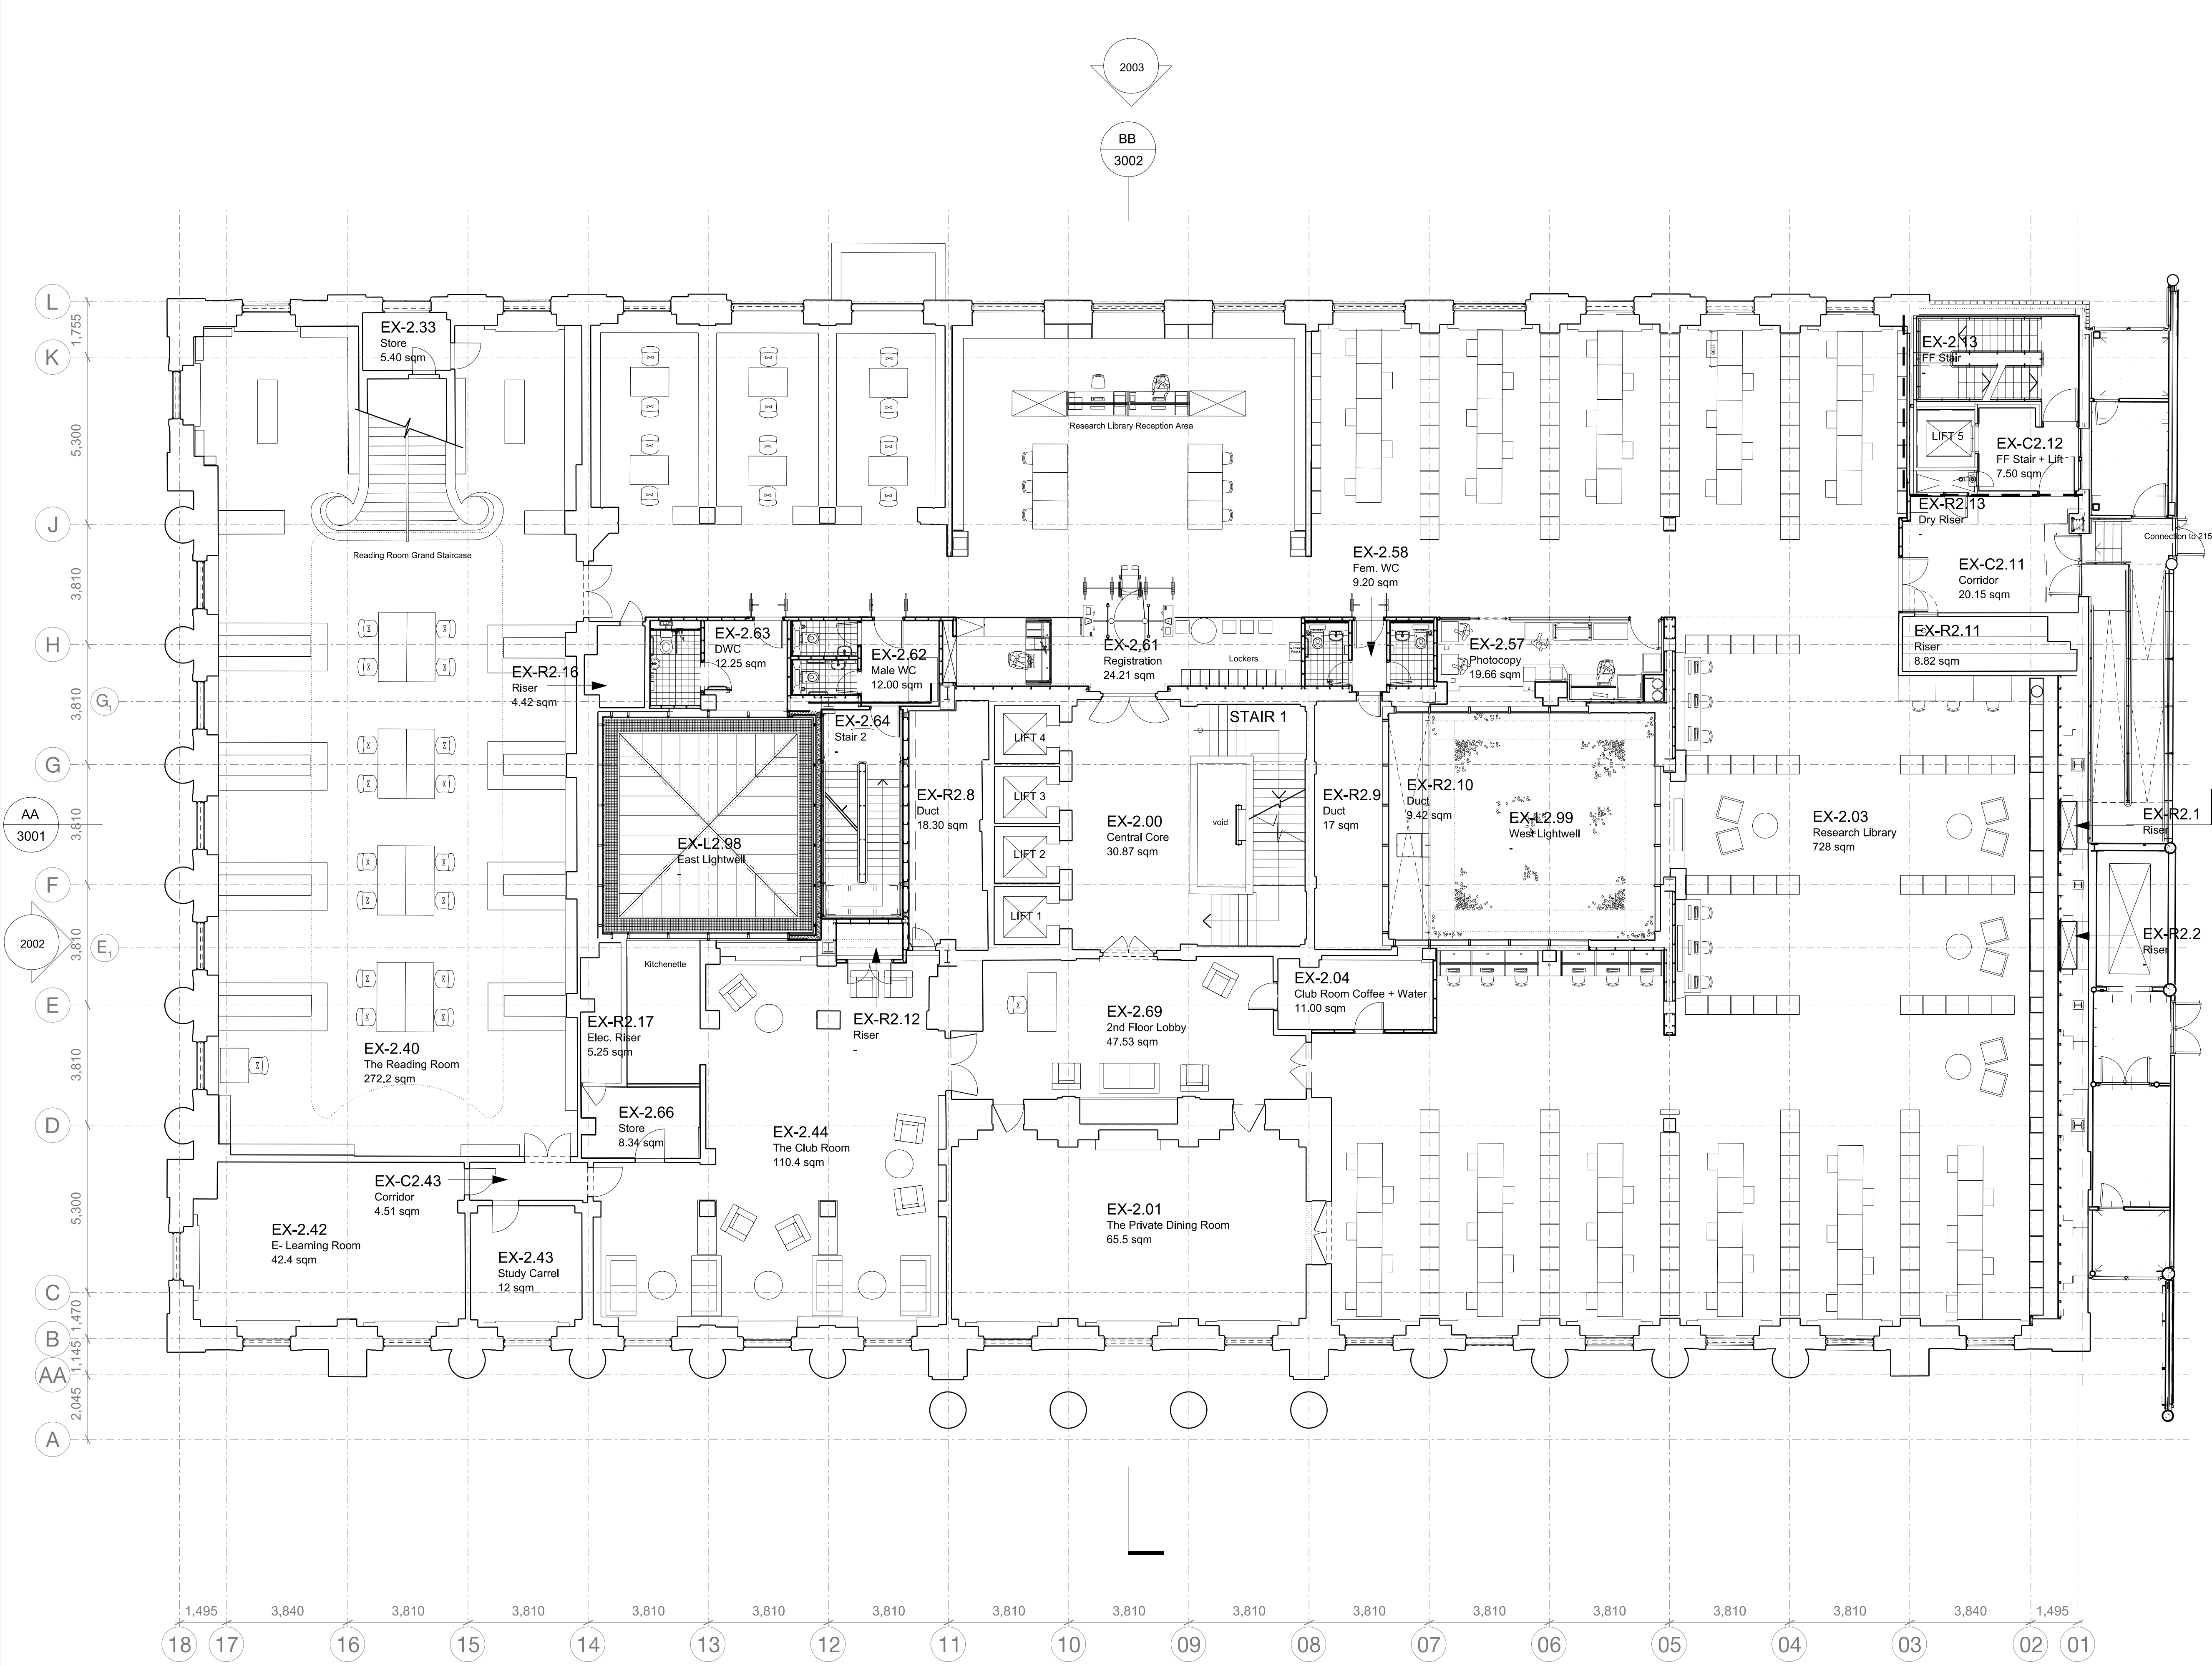 2003
BB
3002
L
1,755
K
5,300
J
3,810
H
3,810
G1
G
3,810
F
3,810
E1
E
3,810
D
5,300
C
1,470
B
1,145
AA
2,045
A
AA
3001
2002
EX-2.33
Store
5.40 sqm
Reading Room Grand Staircase
Research Library Reception Area
1100
EX-2.13
FF Stair
-
LIFT 5
EX-C2.12
FF Stair + Lift
7.50 sqm
EX-R2.13
Dry Riser
-
Connection to 215
EX-C2.11
Corridor
20.15 sqm
EX-R2.11
Riser
8.82 sqm
EX-2.58
Fem. WC
9.20 sqm
EX-2.63
DWC
12.25 sqm
EX-2.62
Male WC
12.00 sqm
EX-2.61
Registration
24.21 sqm
Lockers
EX-2.57
Photocopy
19.66 sqm
EX-R2.16
Riser
4.42 sqm
EX-2.64
Stair 2
-
STAIR 1
LIFT 4
LIFT 3
LIFT 2
LIFT 1
EX-R2.8
Duct
18.30 sqm
EX-2.00
Central Core
30.87 sqm
void
EX-R2.9
Duct
17 sqm
EX-R2.10
Duct
9.42 sqm
EX-L2.99
West Lightwell
-
EX-L2.98
East Lightwell
-
EX-2.03
Research Library
728 sqm
EX-R2.1
Riser
EX-R2.2
Riser
-
Kitchenette
EX-R2.17
Elec. Riser
5.25 sqm
EX-R2.12
Riser
-
EX-2.69
2nd Floor Lobby
47.53 sqm
EX-2.04
Club Room Coffee + Water
11.00 sqm
EX-2.40
The Reading Room
272.2 sqm
EX-2.66
Store
8.34 sqm
EX-2.44
The Club Room
110.4 sqm
EX-C2.43
Corridor
4.51 sqm
EX-2.42
E- Learning Room
42.4 sqm
EX-2.43
Study Carrel
12 sqm
EX-2.01
The Private Dining Room
65.5 sqm
1,495 3,840 3,810 3,810 3,810 3,810 3,810 3,810 3,810 3,810 3,810 3,810 3,810 3,810 3,810 3,840 1,495
18 17 16 15 14 13 12 11 10 09 08 07 06 05 04 03 02 01